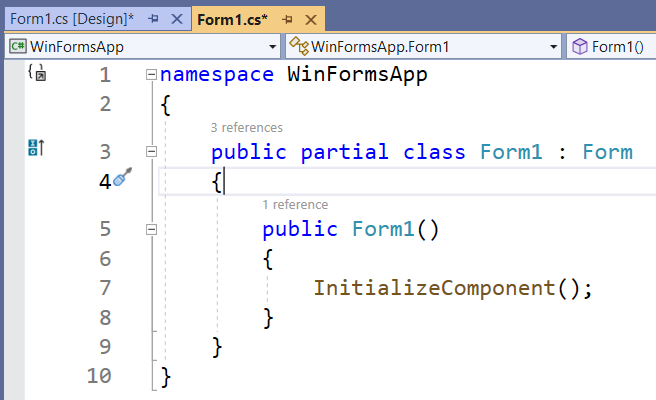 Form1.cs [Design]* Form1.cs*
C# WinFormsApp WinFormsApp.Form1 Form1()
1 namespace WinFormsApp
2 {
3 references
3 public partial class Form1 : Form
4 {
1 reference
5 public Form1()
6 {
7 InitializeComponent();
8 }
9 }
10 }